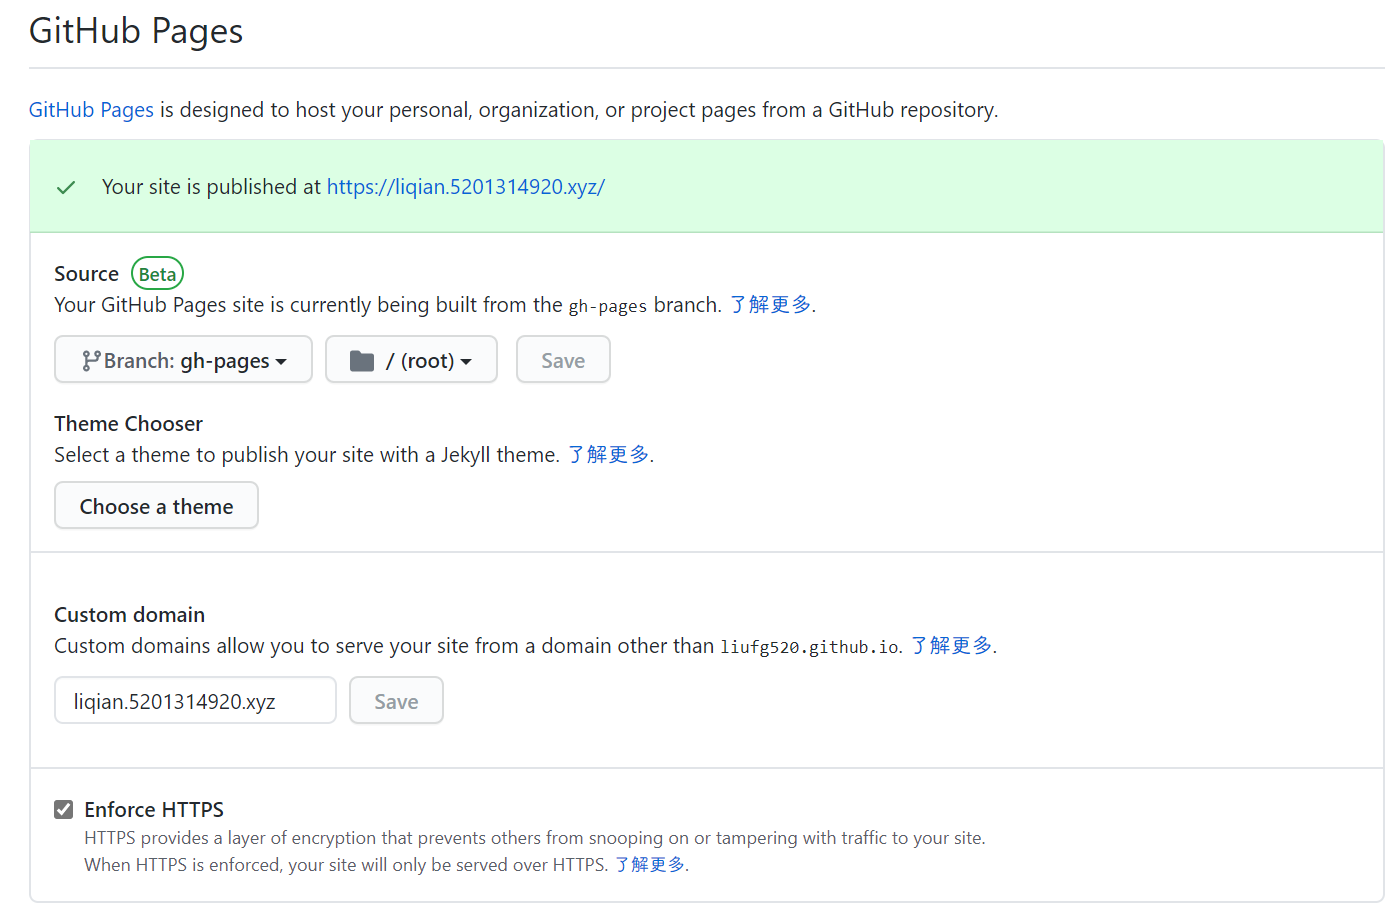 GitHub Pages
GitHub Pages is designed to host your personal, organization, or project pages from a GitHub repository.
Your site is published at https://liqian.5201314920.xyz/
Source Beta
Your GitHub Pages site is currently being built from the gh-pages branch. 了解更多.
Branch: gh-pages / (root) Save
Theme Chooser
Select a theme to publish your site with a Jekyll theme. 了解更多.
Choose a theme
Custom domain
Custom domains allow you to serve your site from a domain other than liufg520.github.io. 了解更多.
liqian.5201314920.xyz Save
Enforce HTTPS
HTTPS provides a layer of encryption that prevents others from snooping on or tampering with traffic to your site.
When HTTPS is enforced, your site will only be served over HTTPS. 了解更多.